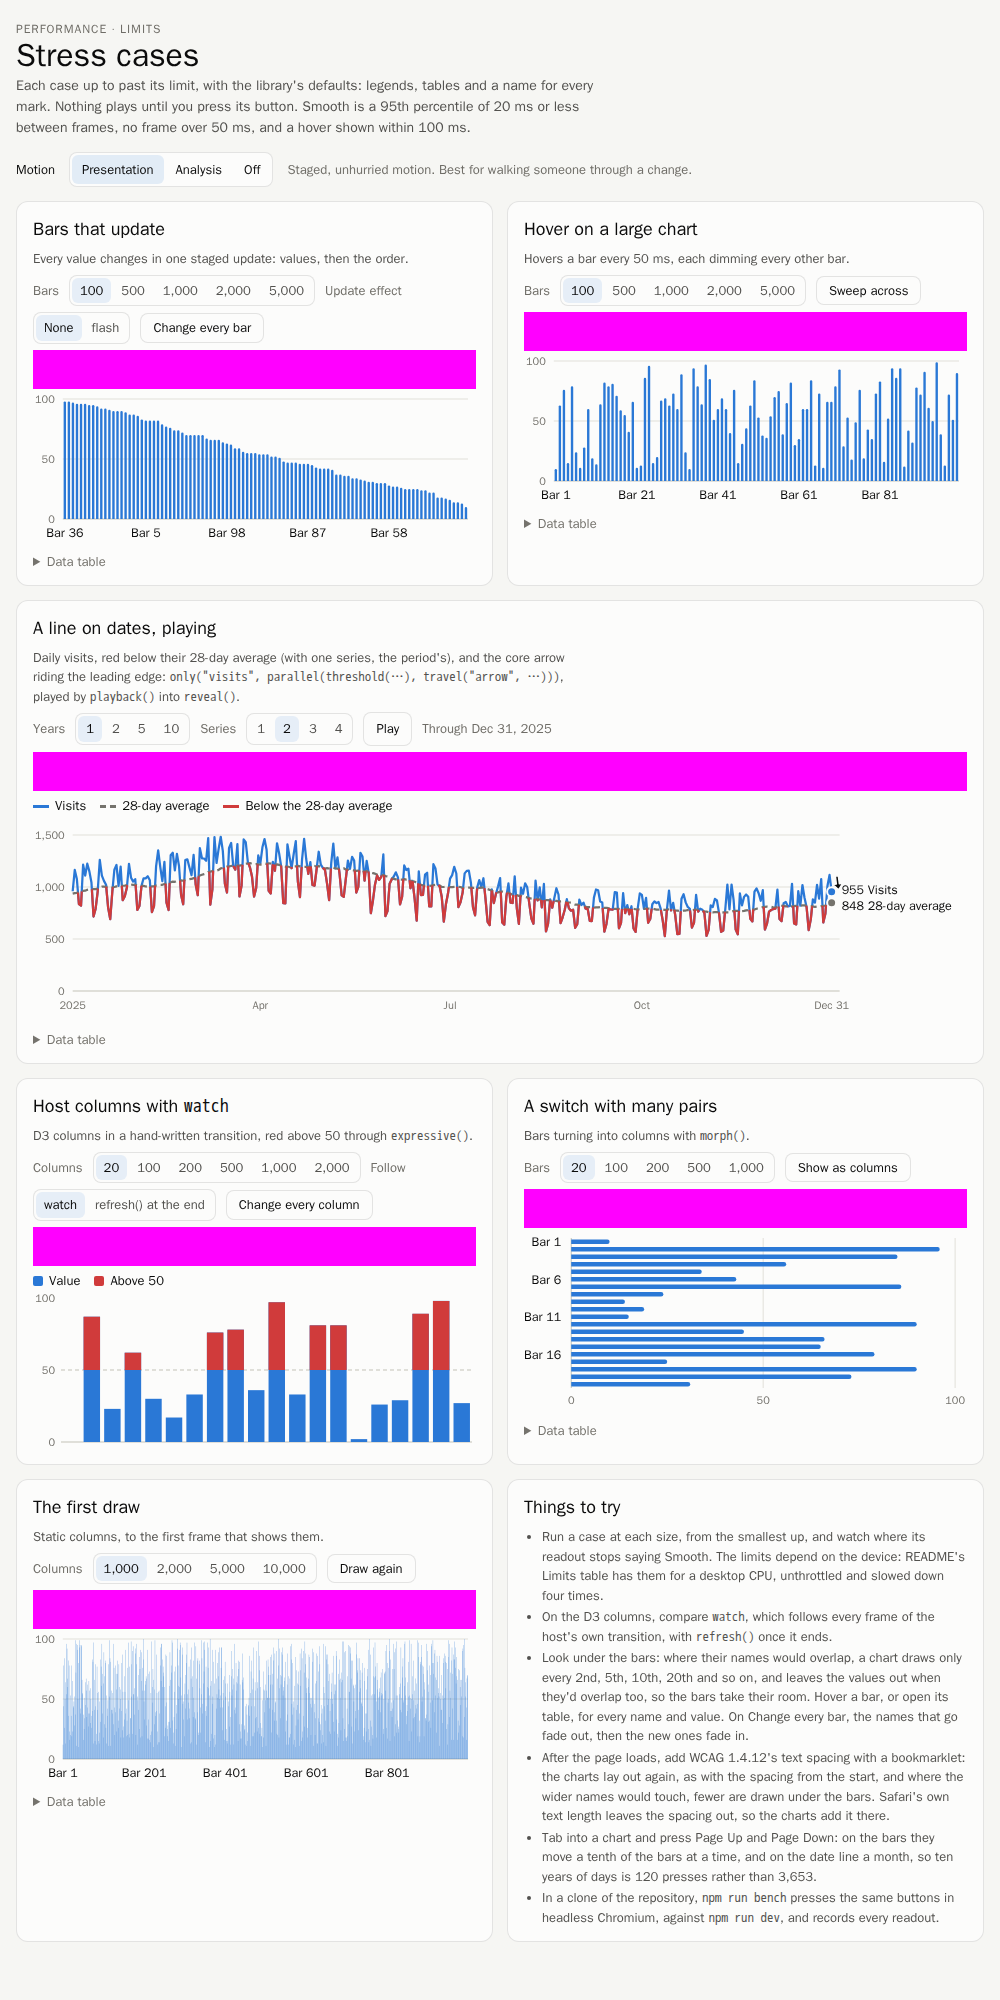 PERFORMANCE · LIMITS
Stress cases
Each case up to past its limit, with the library's defaults: legends, tables and a name for every
mark. Nothing plays until you press its button. Smooth is a 95th percentile of 20 ms or less
between frames, no frame over 50 ms, and a hover shown within 100 ms.
Motion Presentation Analysis Off Staged, unhurried motion. Best for walking someone through a change.
Bars that update
Every value changes in one staged update: values, then the order.
Bars 100 500 1,000 2,000 5,000 Update effect
None flash Change every bar
100
50
0
Bar 36 Bar 5 Bar 98 Bar 87 Bar 58
▶ Data table
Hover on a large chart
Hovers a bar every 50 ms, each dimming every other bar.
Bars 100 500 1,000 2,000 5,000 Sweep across
100
50
0
Bar 1 Bar 21 Bar 41 Bar 61 Bar 81
▶ Data table
A line on dates, playing
Daily visits, red below their 28-day average (with one series, the period's), and the core arrow
riding the leading edge: only("visits", parallel(threshold(···), travel("arrow", ···))),
played by playback() into reveal().
Years 1 2 5 10 Series 1 2 3 4 Play Through Dec 31, 2025
Visits 28-day average Below the 28-day average
1,500
1,000
500
0
955 Visits
848 28-day average
2025 Apr Jul Oct Dec 31
▶ Data table
Host columns with watch
D3 columns in a hand-written transition, red above 50 through expressive().
Columns 20 100 200 500 1,000 2,000 Follow
watch refresh() at the end Change every column
Value Above 50
100
50
0
A switch with many pairs
Bars turning into columns with morph().
Bars 20 100 200 500 1,000 Show as columns
Bar 1
Bar 6
Bar 11
Bar 16
0 50 100
▶ Data table
The first draw
Static columns, to the first frame that shows them.
Columns 1,000 2,000 5,000 10,000 Draw again
100
50
0
Bar 1 Bar 201 Bar 401 Bar 601 Bar 801
▶ Data table
Things to try
• Run a case at each size, from the smallest up, and watch where its
readout stops saying Smooth. The limits depend on the device: README's
Limits table has them for a desktop CPU, unthrottled and slowed down
four times.
• On the D3 columns, compare watch, which follows every frame of the
host's own transition, with refresh() once it ends.
• Look under the bars: where their names would overlap, a chart draws only
every 2nd, 5th, 10th, 20th and so on, and leaves the values out when
they'd overlap too, so the bars take their room. Hover a bar, or open its
table, for every name and value. On Change every bar, the names that go
fade out, then the new ones fade in.
• After the page loads, add WCAG 1.4.12's text spacing with a bookmarklet:
the charts lay out again, as with the spacing from the start, and where the
wider names would touch, fewer are drawn under the bars. Safari's own
text length leaves the spacing out, so the charts add it there.
• Tab into a chart and press Page Up and Page Down: on the bars they
move a tenth of the bars at a time, and on the date line a month, so ten
years of days is 120 presses rather than 3,653.
• In a clone of the repository, npm run bench presses the same buttons in
headless Chromium, against npm run dev, and records every readout.